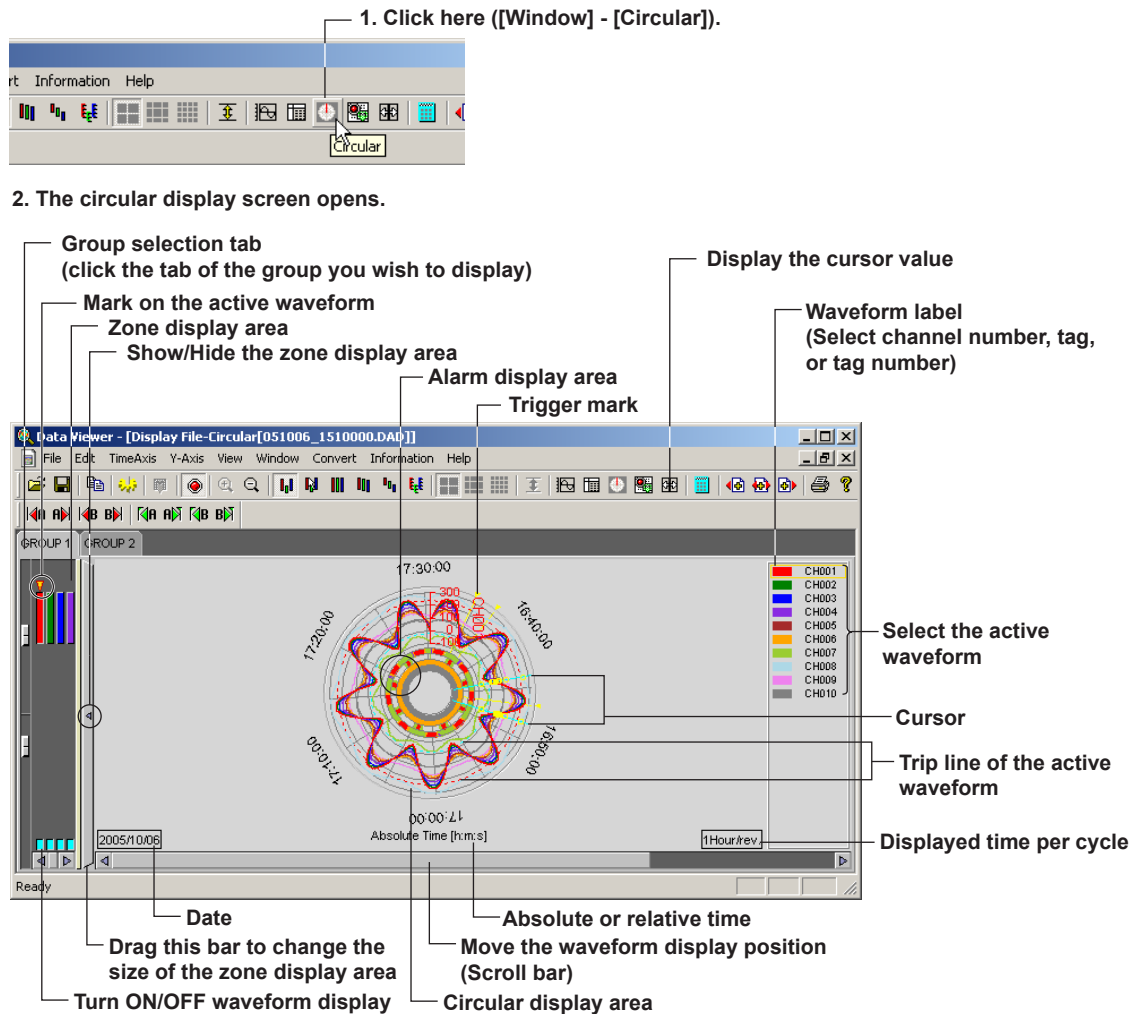 1. Click here ([Window] - [Circular]).
Information Help
Circular
2. The circular display screen opens.
Group selection tab
(click the tab of the group you wish to display)
Mark on the active waveform
Zone display area
Show/Hide the zone display area
Alarm display area
Trigger mark
Display the cursor value
Waveform label
(Select channel number, tag,
or tag number)
Data Viewer - [Display File-Circular[051006_1510000.DAD]]
File Edit TimeAxis Y-Axis View Window Convert Information Help
A A B B A A B B
GROUP 1 GROUP 2
17:30:00
16:40:00
16:50:00
17:00:00
17:10:00
17:20:00
300
100
0
-100
CH001
CH002
CH003
CH004
CH005
CH006
CH007
CH008
CH009
CH010
Select the active
waveform
Cursor
Trip line of the active
waveform
Absolute Time [h:m:s]
2005/10/06
1Hour/rev.
Displayed time per cycle
Ready
Date
Absolute or relative time
Drag this bar to change the
size of the zone display area
Move the waveform display position
(Scroll bar)
Turn ON/OFF waveform display
Circular display area